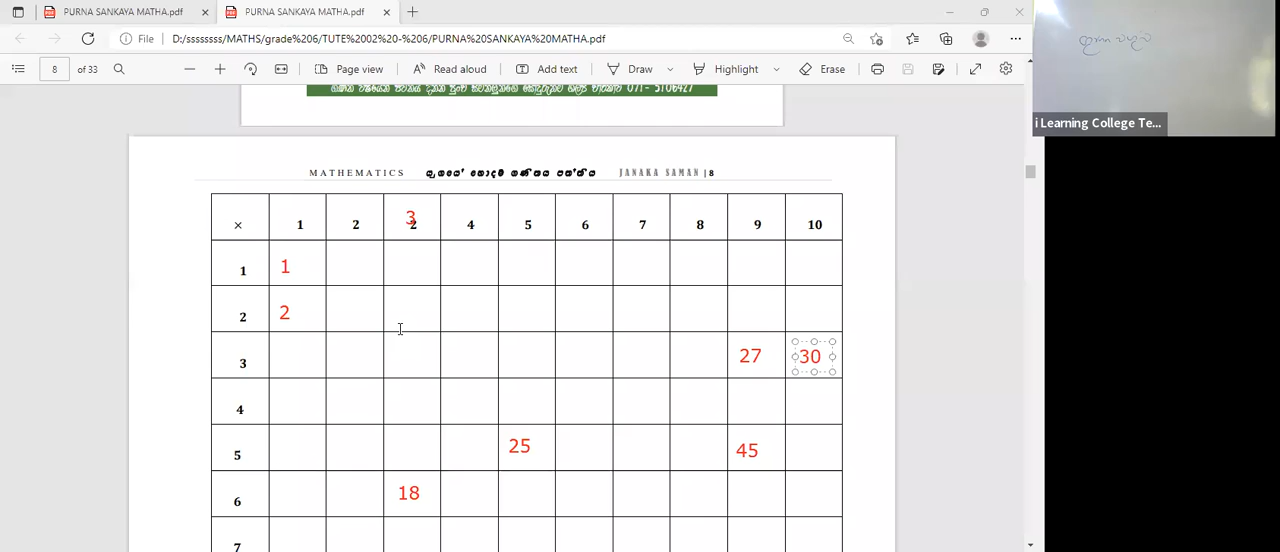 PURNA SANKAYA MATHA.pdf
PURNA SANKAYA MATHA.pdf
File
D:/ssssssss/MATHS/grade%206/TUTE%2002%20-%206/PURNA%20SANKAYA%20MATHA.pdf
8 of 33
Page view
Read aloud
Add text
Draw
Highlight
Erase
i Learning College Te...
MATHEMATICS JANAKA SAMAN | 8
× 1 2 3 4 5 6 7 8 9 10
1 1
2 2
3 27 30
4
5 25 45
6 18
7